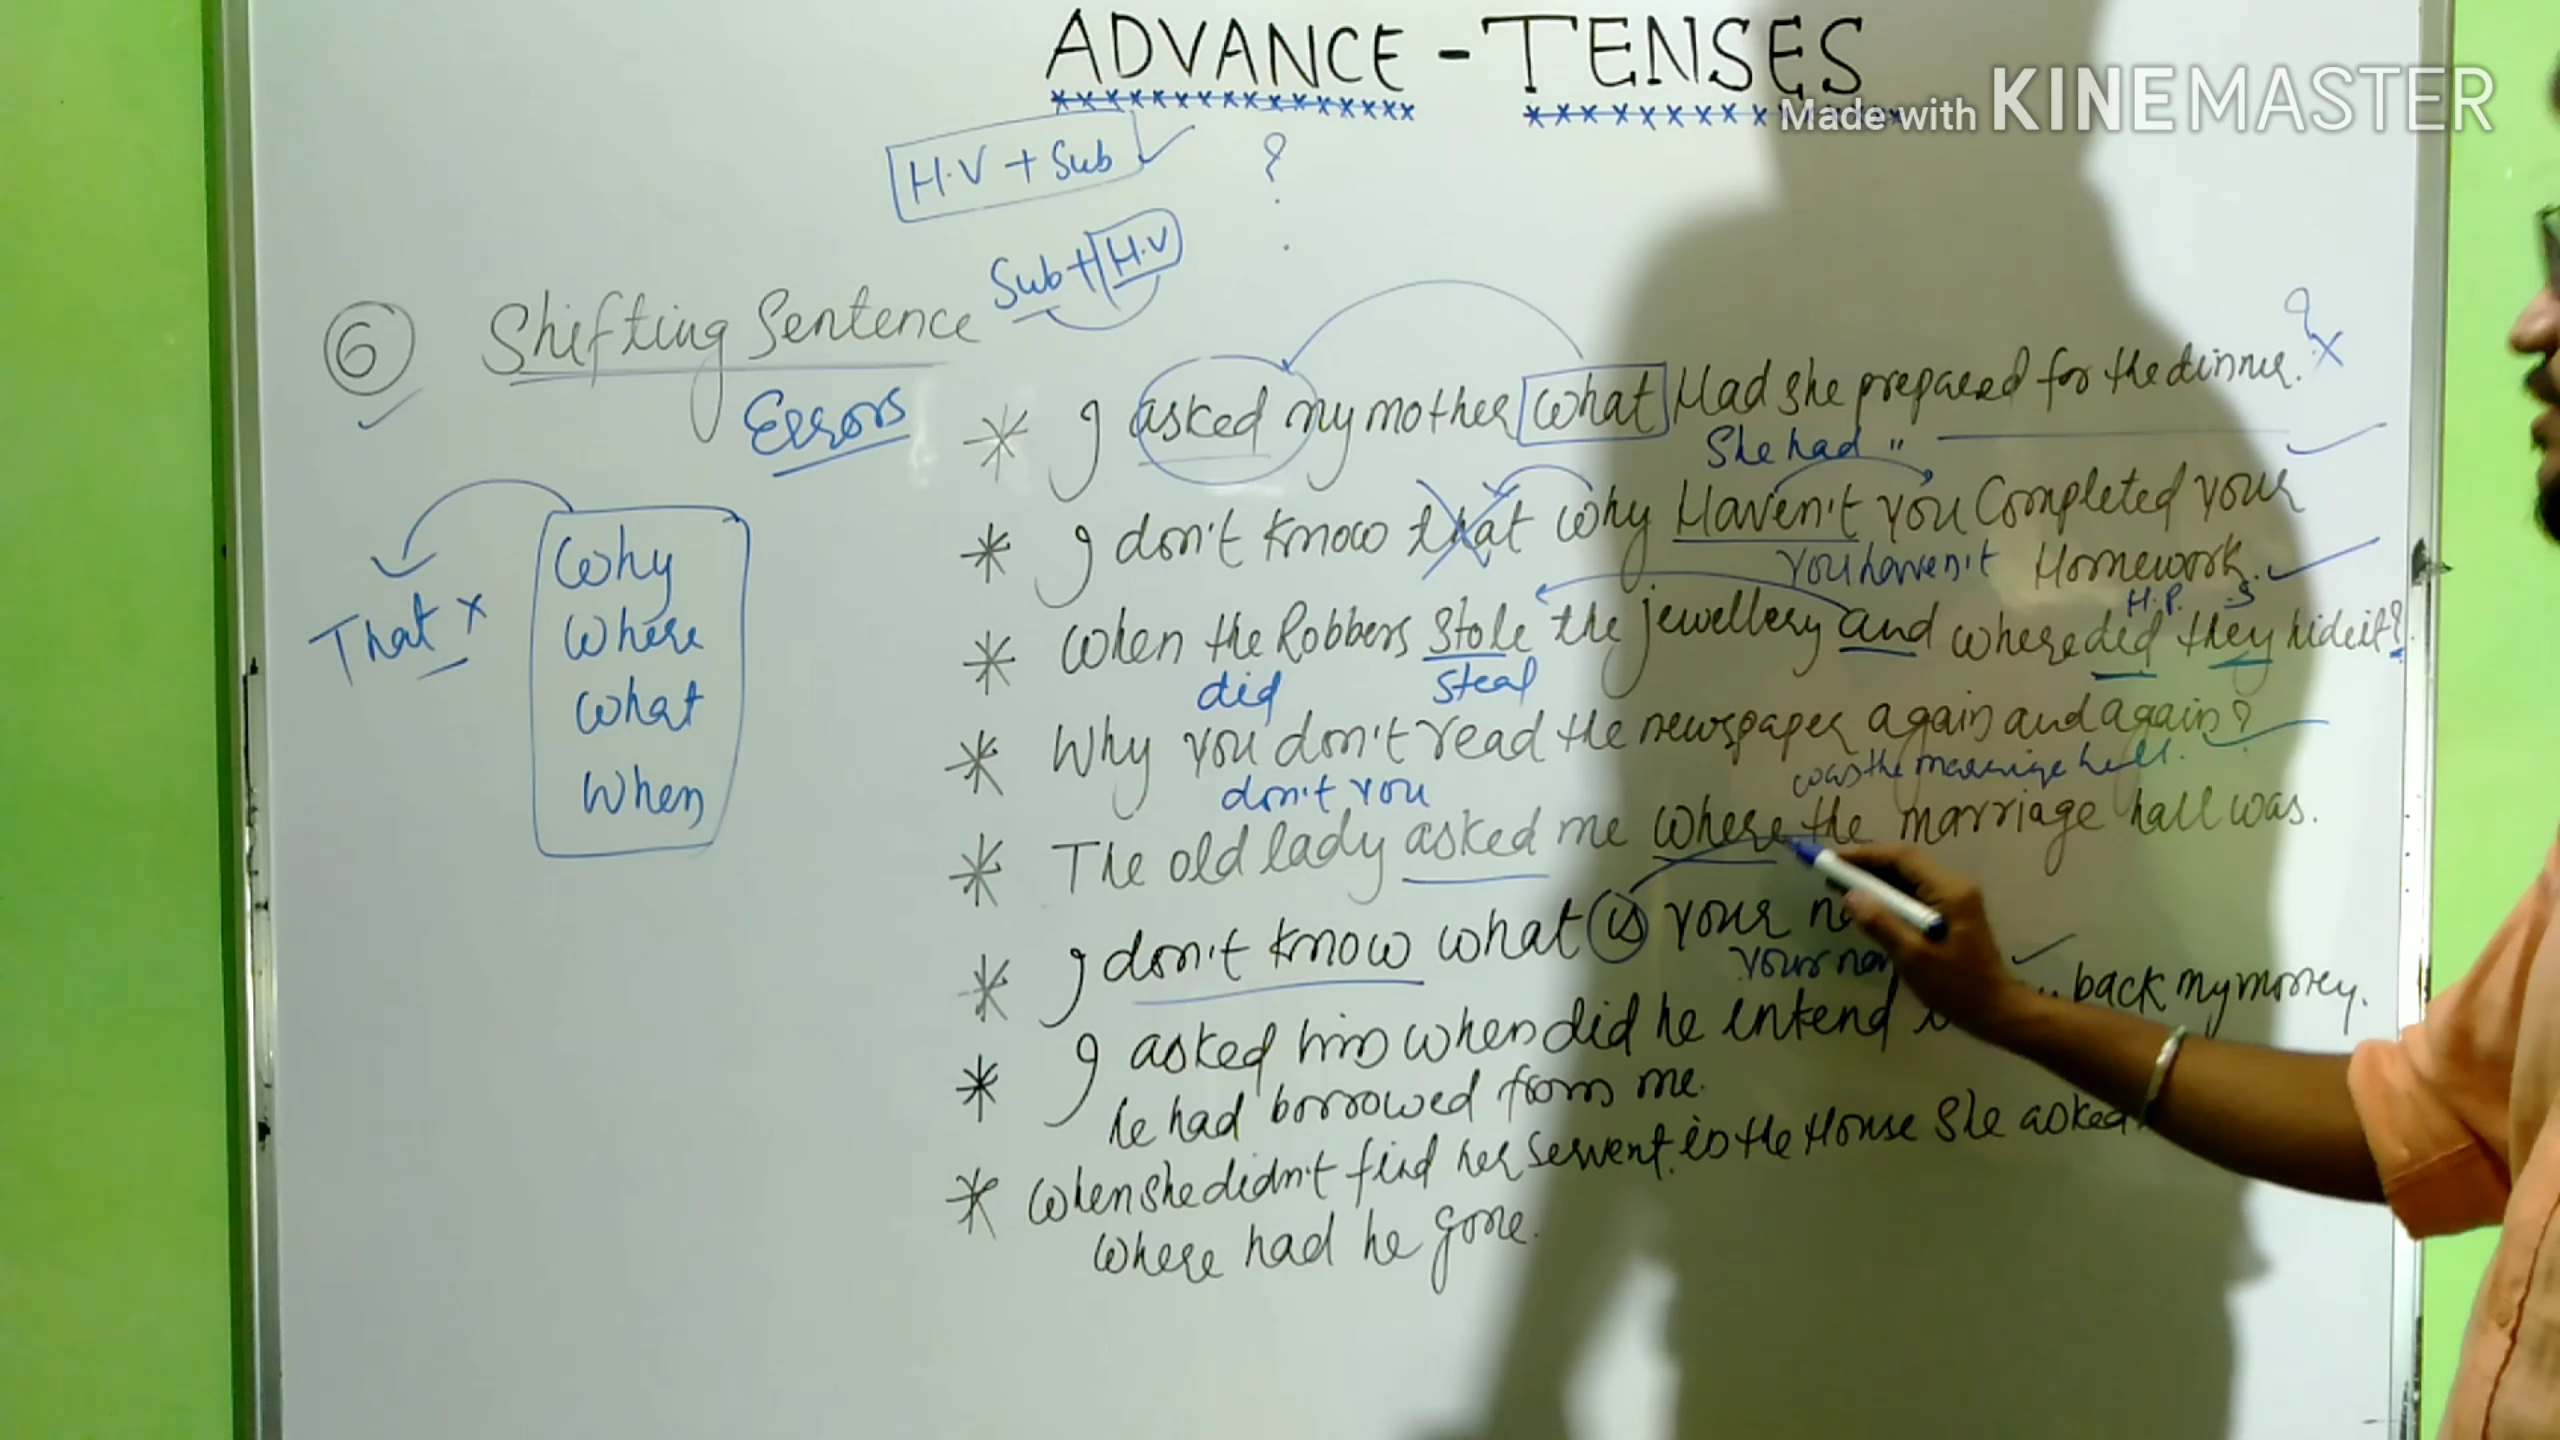 ADVANCE - TENSES
Made with KINEMASTER
H.V + Sub ?
Sub + H.V
6 Shifting Sentence
Errors
I asked my mother what Had she prepared for the dinner. ?
She had "
I don't know that why Haven't you Completed your
you haven't Homework.
H.P. S
When the Robbers Stole the jewellery and where did they hide it?
did steal
Why you don't read the newspaper again and again?
don't you
was the marriage hall.
The old lady asked me where the marriage hall was.
I don't know what is your
your
I asked him when did he intend back my money.
he had borrowed from me.
When she didn't find her Servent in the House She asked
where had he gone.
That x
Why
Where
What
When